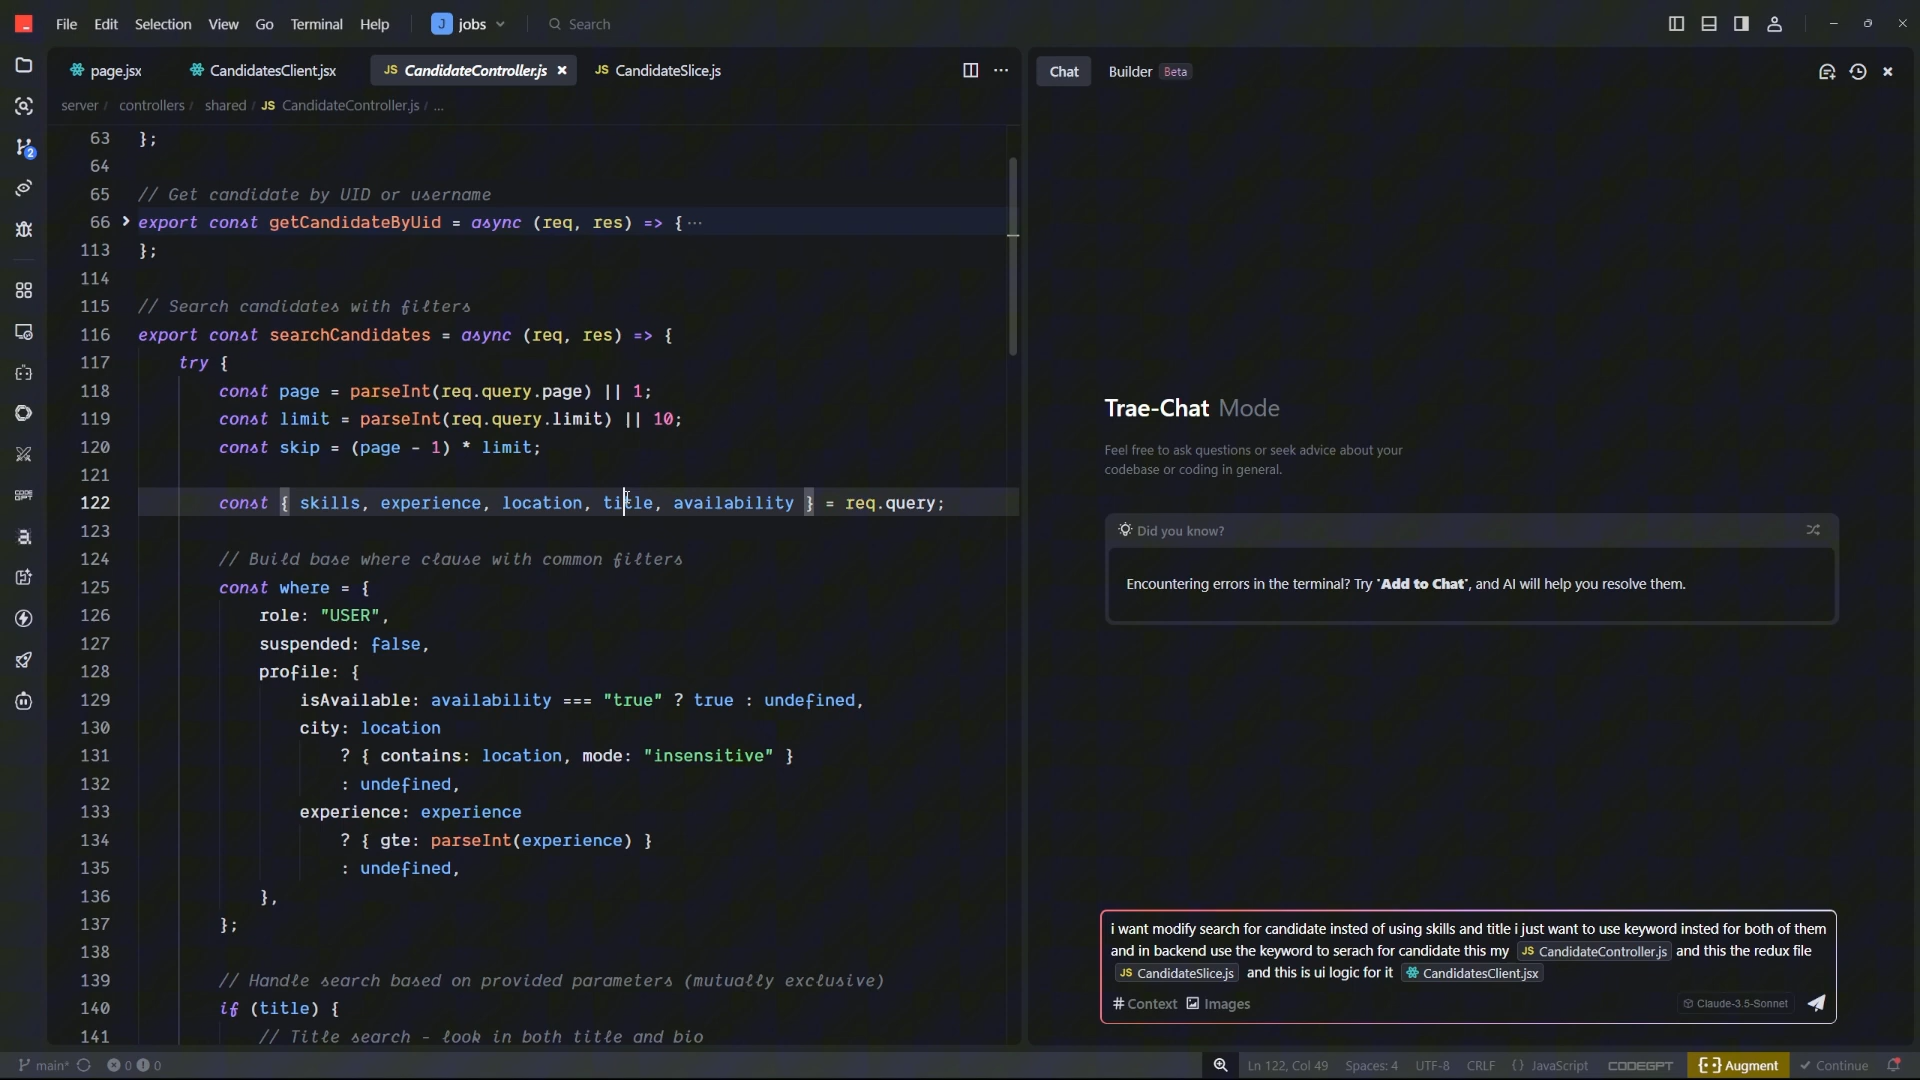 File Edit Selection View Go Terminal Help J jobs Search
page.jsx CandidatesClient.jsx JS CandidateController.js JS CandidateSlice.js
server / controllers / shared / JS CandidateController.js / ...
63 };
64
65 // Get candidate by UID or username
66 export const getCandidateByUid = async (req, res) => { ...
113 };
114
115 // Search candidates with filters
116 export const searchCandidates = async (req, res) => {
117 try {
118 const page = parseInt(req.query.page) || 1;
119 const limit = parseInt(req.query.limit) || 10;
120 const skip = (page - 1) * limit;
121
122 const { skills, experience, location, title, availability } = req.query;
123
124 // Build base where clause with common filters
125 const where = {
126 role: "USER",
127 suspended: false,
128 profile: {
129 isAvailable: availability === "true" ? true : undefined,
130 city: location
131 ? { contains: location, mode: "insensitive" }
132 : undefined,
133 experience: experience
134 ? { gte: parseInt(experience) }
135 : undefined,
136 },
137 };
138
139 // Handle search based on provided parameters (mutually exclusive)
140 if (title) {
141 // Title search - look in both title and bio
Chat Builder Beta
Trae-Chat Mode
Feel free to ask questions or seek advice about your
codebase or coding in general.
Did you know?
Encountering errors in the terminal? Try "Add to Chat", and AI will help you resolve them.
i want modify search for candidate insted of using skills and title i just want to use keyword insted for both of them
and in backend use the keyword to serach for candidate this my JS CandidateController.js and this the redux file
JS CandidateSlice.js and this is ui logic for it CandidatesClient.jsx
# Context Images Claude-3.5-Sonnet
main* 0 0 Ln 122, Col 49 Spaces: 4 UTF-8 CRLF {} JavaScript CODEGPT Augment Continue